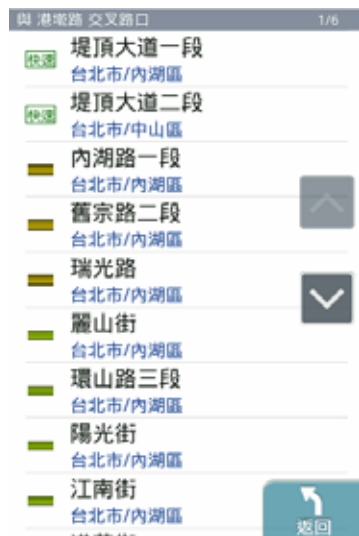 與 港墘路 交叉路口 1/6
快速 堤頂大道一段
台北市/內湖區
快速 堤頂大道二段
台北市/中山區
內湖路一段
台北市/內湖區
舊宗路二段
台北市/內湖區
瑞光路
台北市/內湖區
麗山街
台北市/內湖區
環山路三段
台北市/內湖區
陽光街
台北市/內湖區
江南街
台北市/內湖區
返回